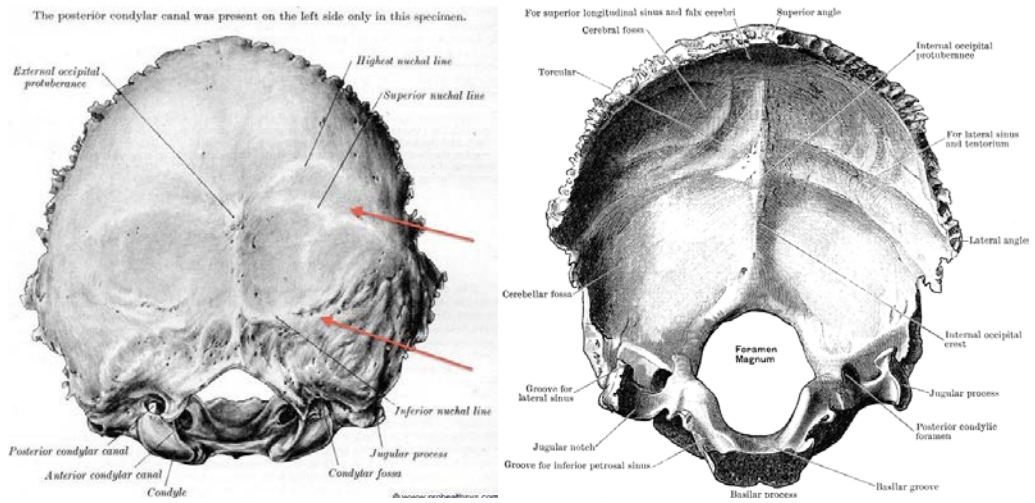 The posterior condylar canal was present on the left side only in this specimen.
External occipital
protuberance
Highest nuchal line
Superior nuchal line
Inferior nuchal line
Posterior condylar canal
Anterior condylar canal
Condyle
Jugular process
Condylar fossa
© www.prohealthsys.com
For superior longitudinal sinus and falx cerebri
Superior angle
Cerebral fossa
Internal occipital
protuberance
Torcular
For lateral sinus
and tentorium
Lateral angles
Cerebellar fossa
Internal occipital
crest
Foramen
Magnum
Groove for
lateral sinus
Jugular process
Jugular notch
Posterior condylic
foramen
Groove for inferior petrosal sinus
Basilar groove
Basilar process